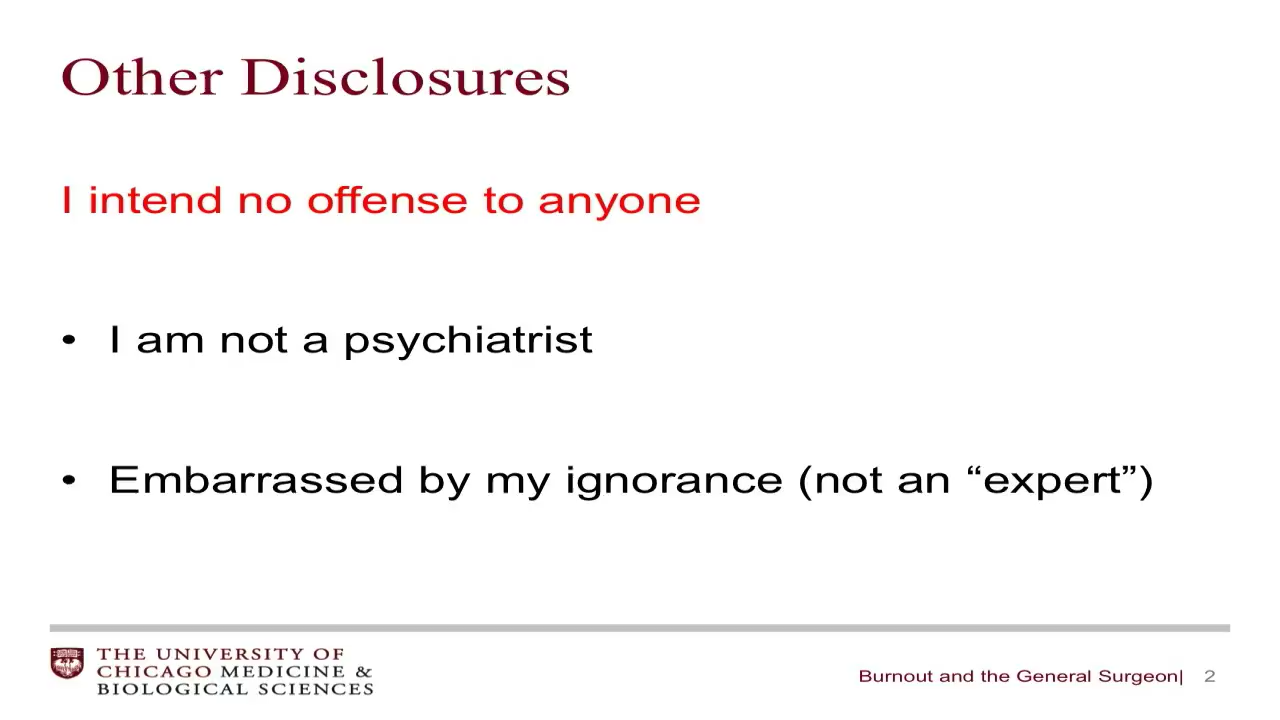 Other Disclosures
I intend no offense to anyone
• I am not a psychiatrist
• Embarrassed by my ignorance (not an “expert”)
THE UNIVERSITY OF
CHICAGO MEDICINE &
BIOLOGICAL SCIENCES
Burnout and the General Surgeon| 2